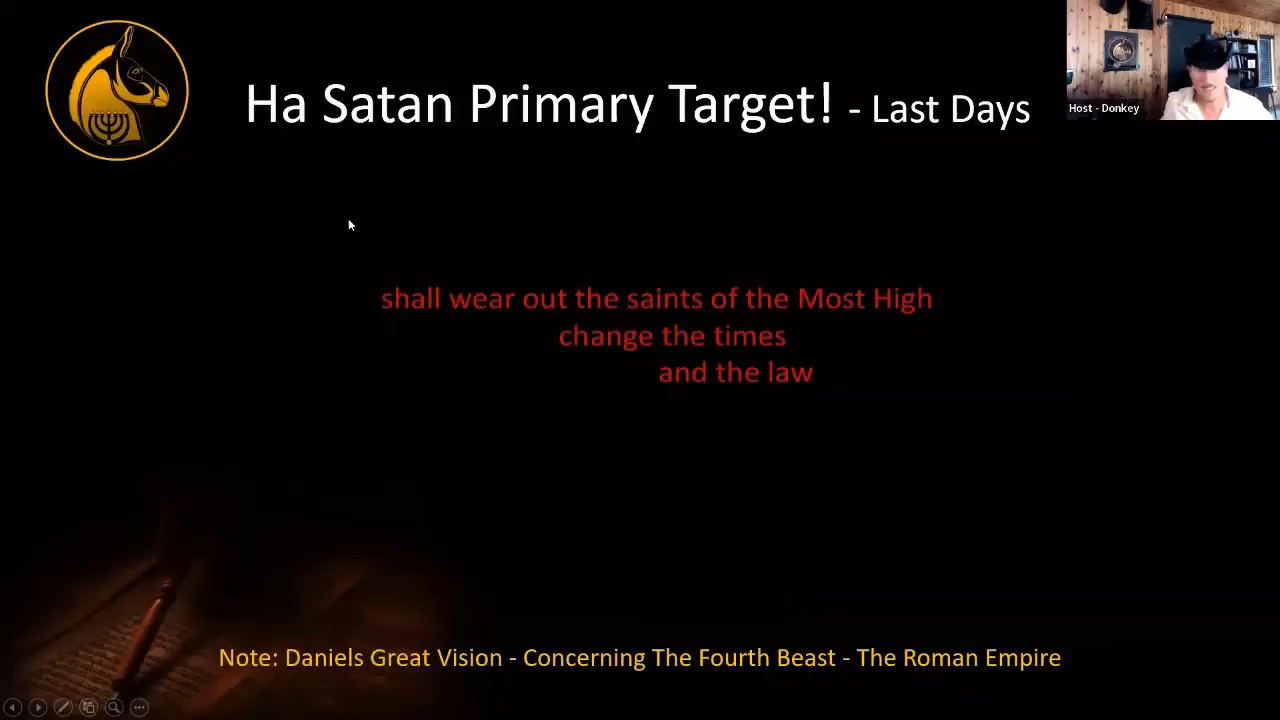 Ha Satan Primary Target! - Last Days
Host - Donkey
shall wear out the saints of the Most High
change the times
and the law
Note: Daniels Great Vision - Concerning The Fourth Beast - The Roman Empire